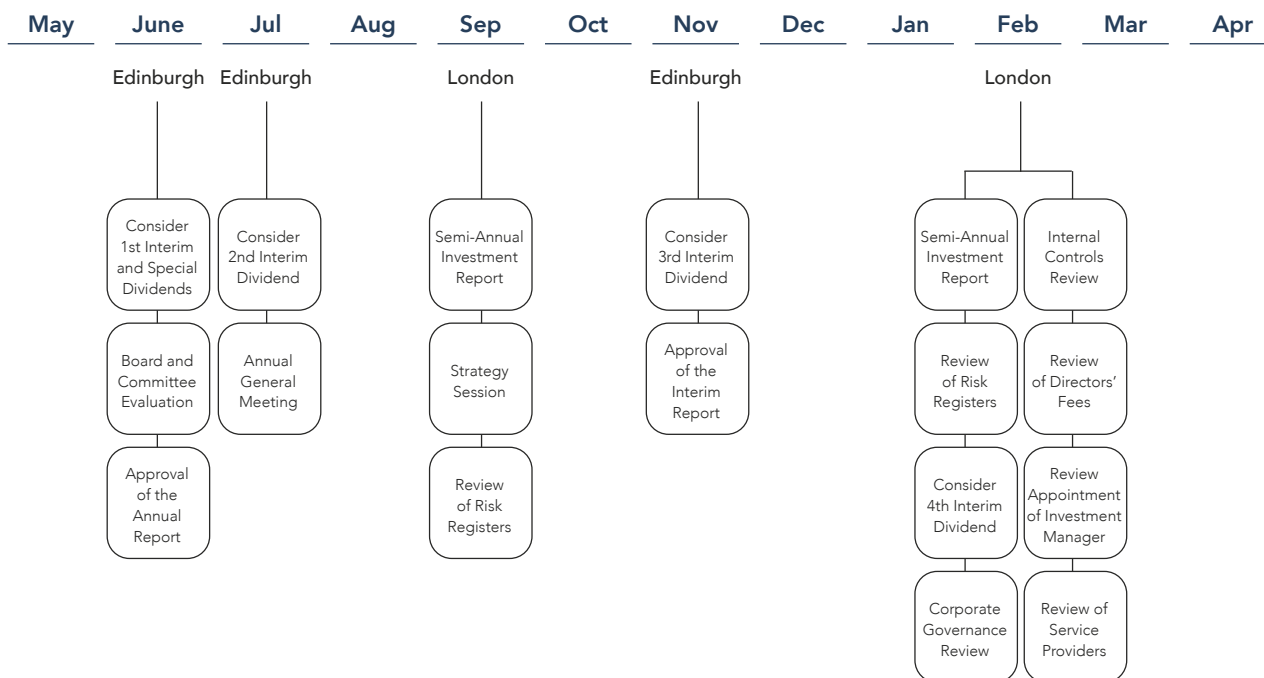 May June Jul Aug Sep Oct Nov Dec Jan Feb Mar Apr
Edinburgh Edinburgh London Edinburgh London
Consider
1st Interim
and Special
Dividends
Board and
Committee
Evaluation
Approval
of the
Annual
Report
Consider
2nd Interim
Dividend
Annual
General
Meeting
Semi-Annual
Investment
Report
Strategy
Session
Review
of Risk
Registers
Consider
3rd Interim
Dividend
Approval
of the
Interim
Report
Semi-Annual
Investment
Report
Review
of Risk
Registers
Consider
4th Interim
Dividend
Corporate
Governance
Review
Internal
Controls
Review
Review
of Directors’
Fees
Review
Appointment
of Investment
Manager
Review of
Service
Providers